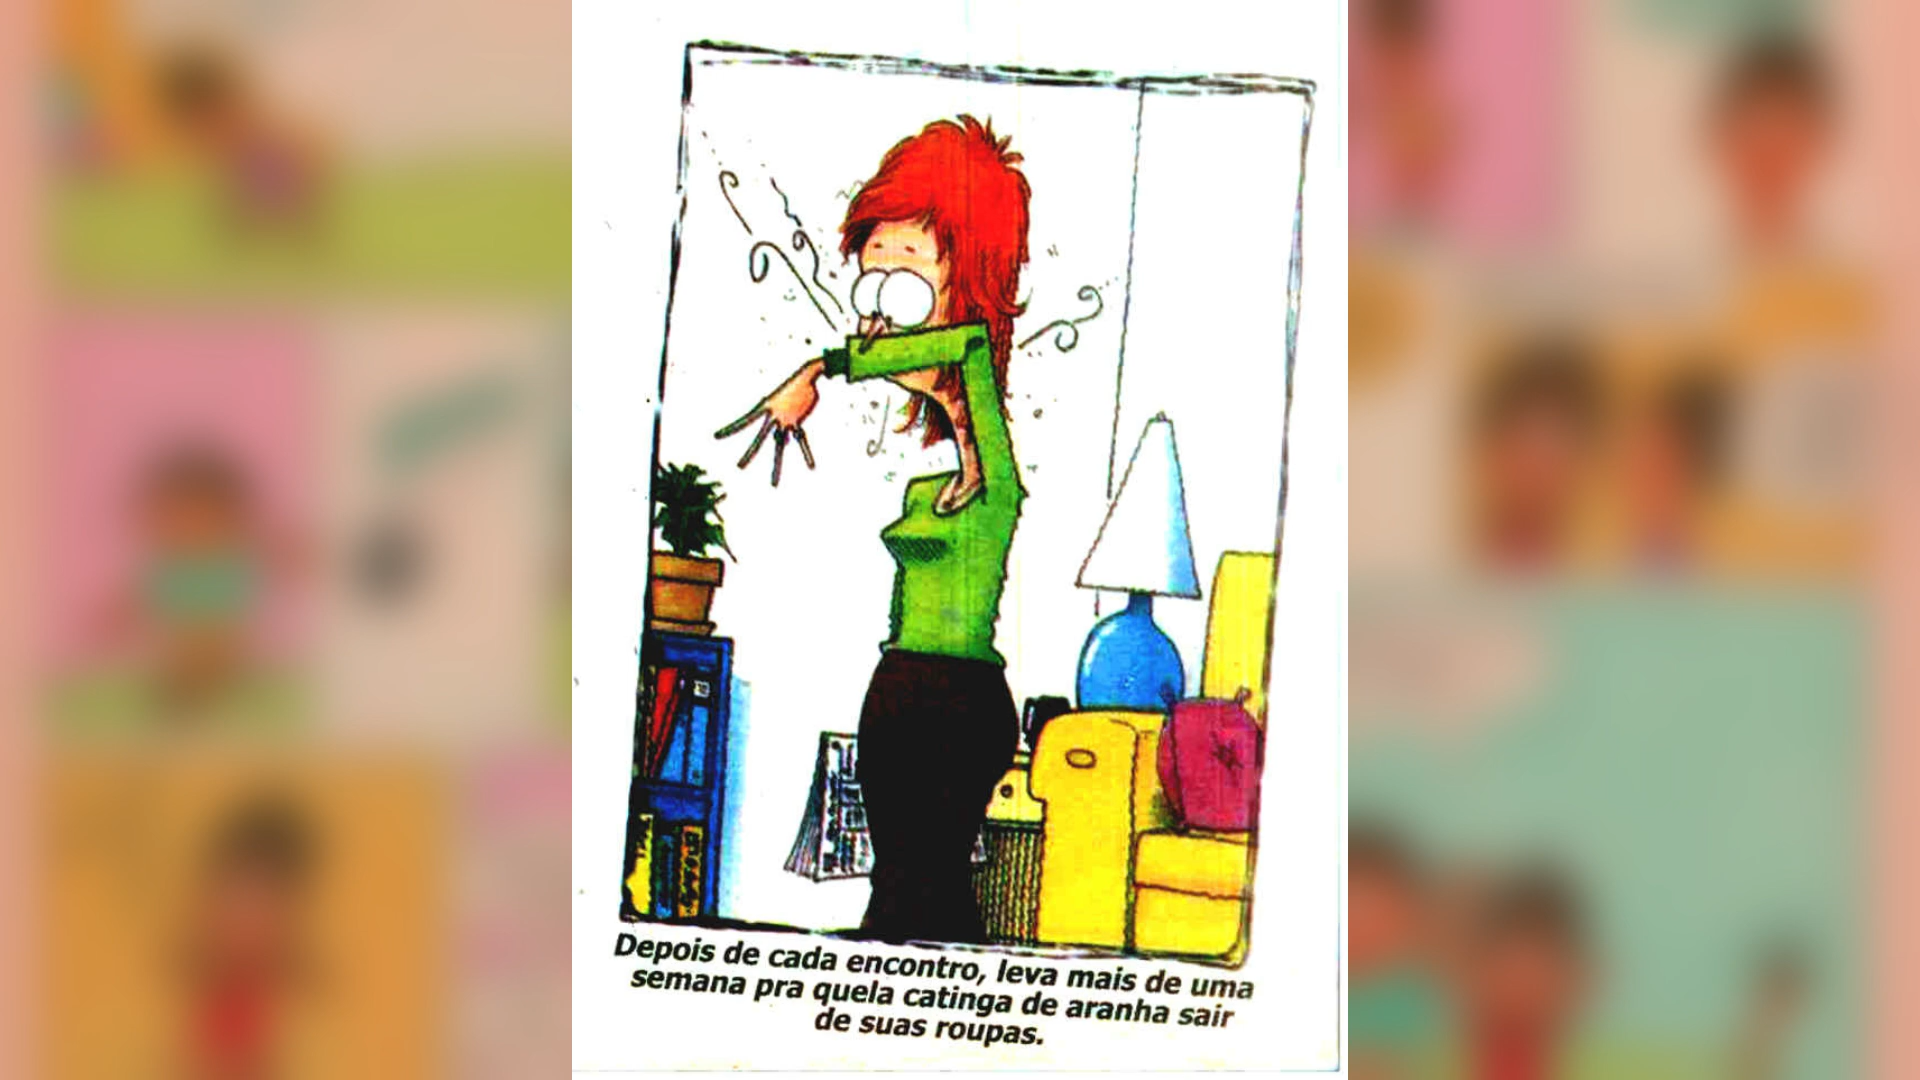 Depois de cada encontro, leva mais de uma
semana pra quela catinga de aranha sair
de suas roupas.